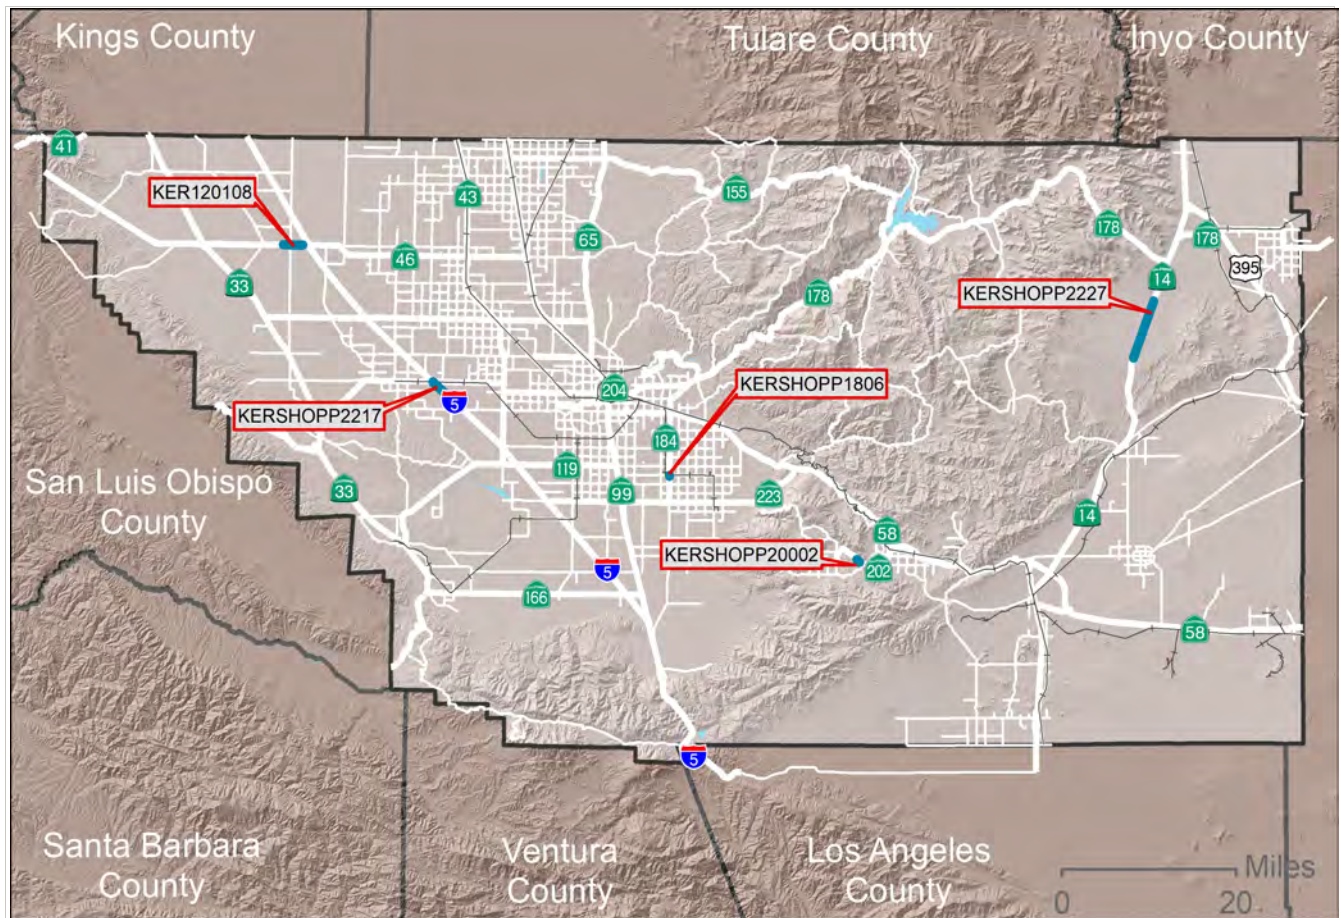 Kings County
Tulare County
Inyo County
41
KER120108
43
155
65
178
178
46
395
33
14
178
KERSHOPP2227
204
KERSHOPP1806
5
KERSHOPP2217
184
119
San Luis Obispo
County
33
99
223
14
58
KERSHOPP20002
5
202
166
58
5
Santa Barbara
County
Ventura
County
Los Angeles
County
Miles
0
20